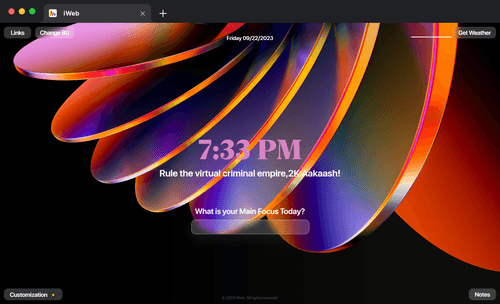 iWeb
Links
Change BG
Friday 09/22/2023
Get Weather
7:33 PM
Rule the virtual criminal empire,2K Aakaash!
What is your Main Focus Today?
© 2023 iWeb. All rights reserved.
Customization
Notes